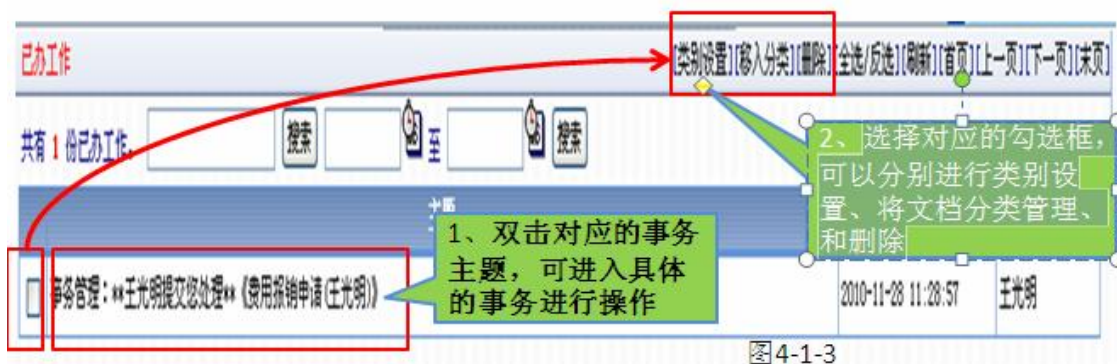 已办工作
[类别设置][移入分类][删除][全选/反选][刷新][首页][上一页][下一页][末页]
共有 1 份已办工作。
搜索
至
搜索
1、双击对应的事务
主题，可进入具体
的事务进行操作
2、选择对应的勾选框，
可以分别进行类别设
置、将文档分类管理、
和删除
事务管理：**王光明提交您处理**《费用报销申请(王光明)》
2010-11-28 11:28:57
王光明
图4-1-3